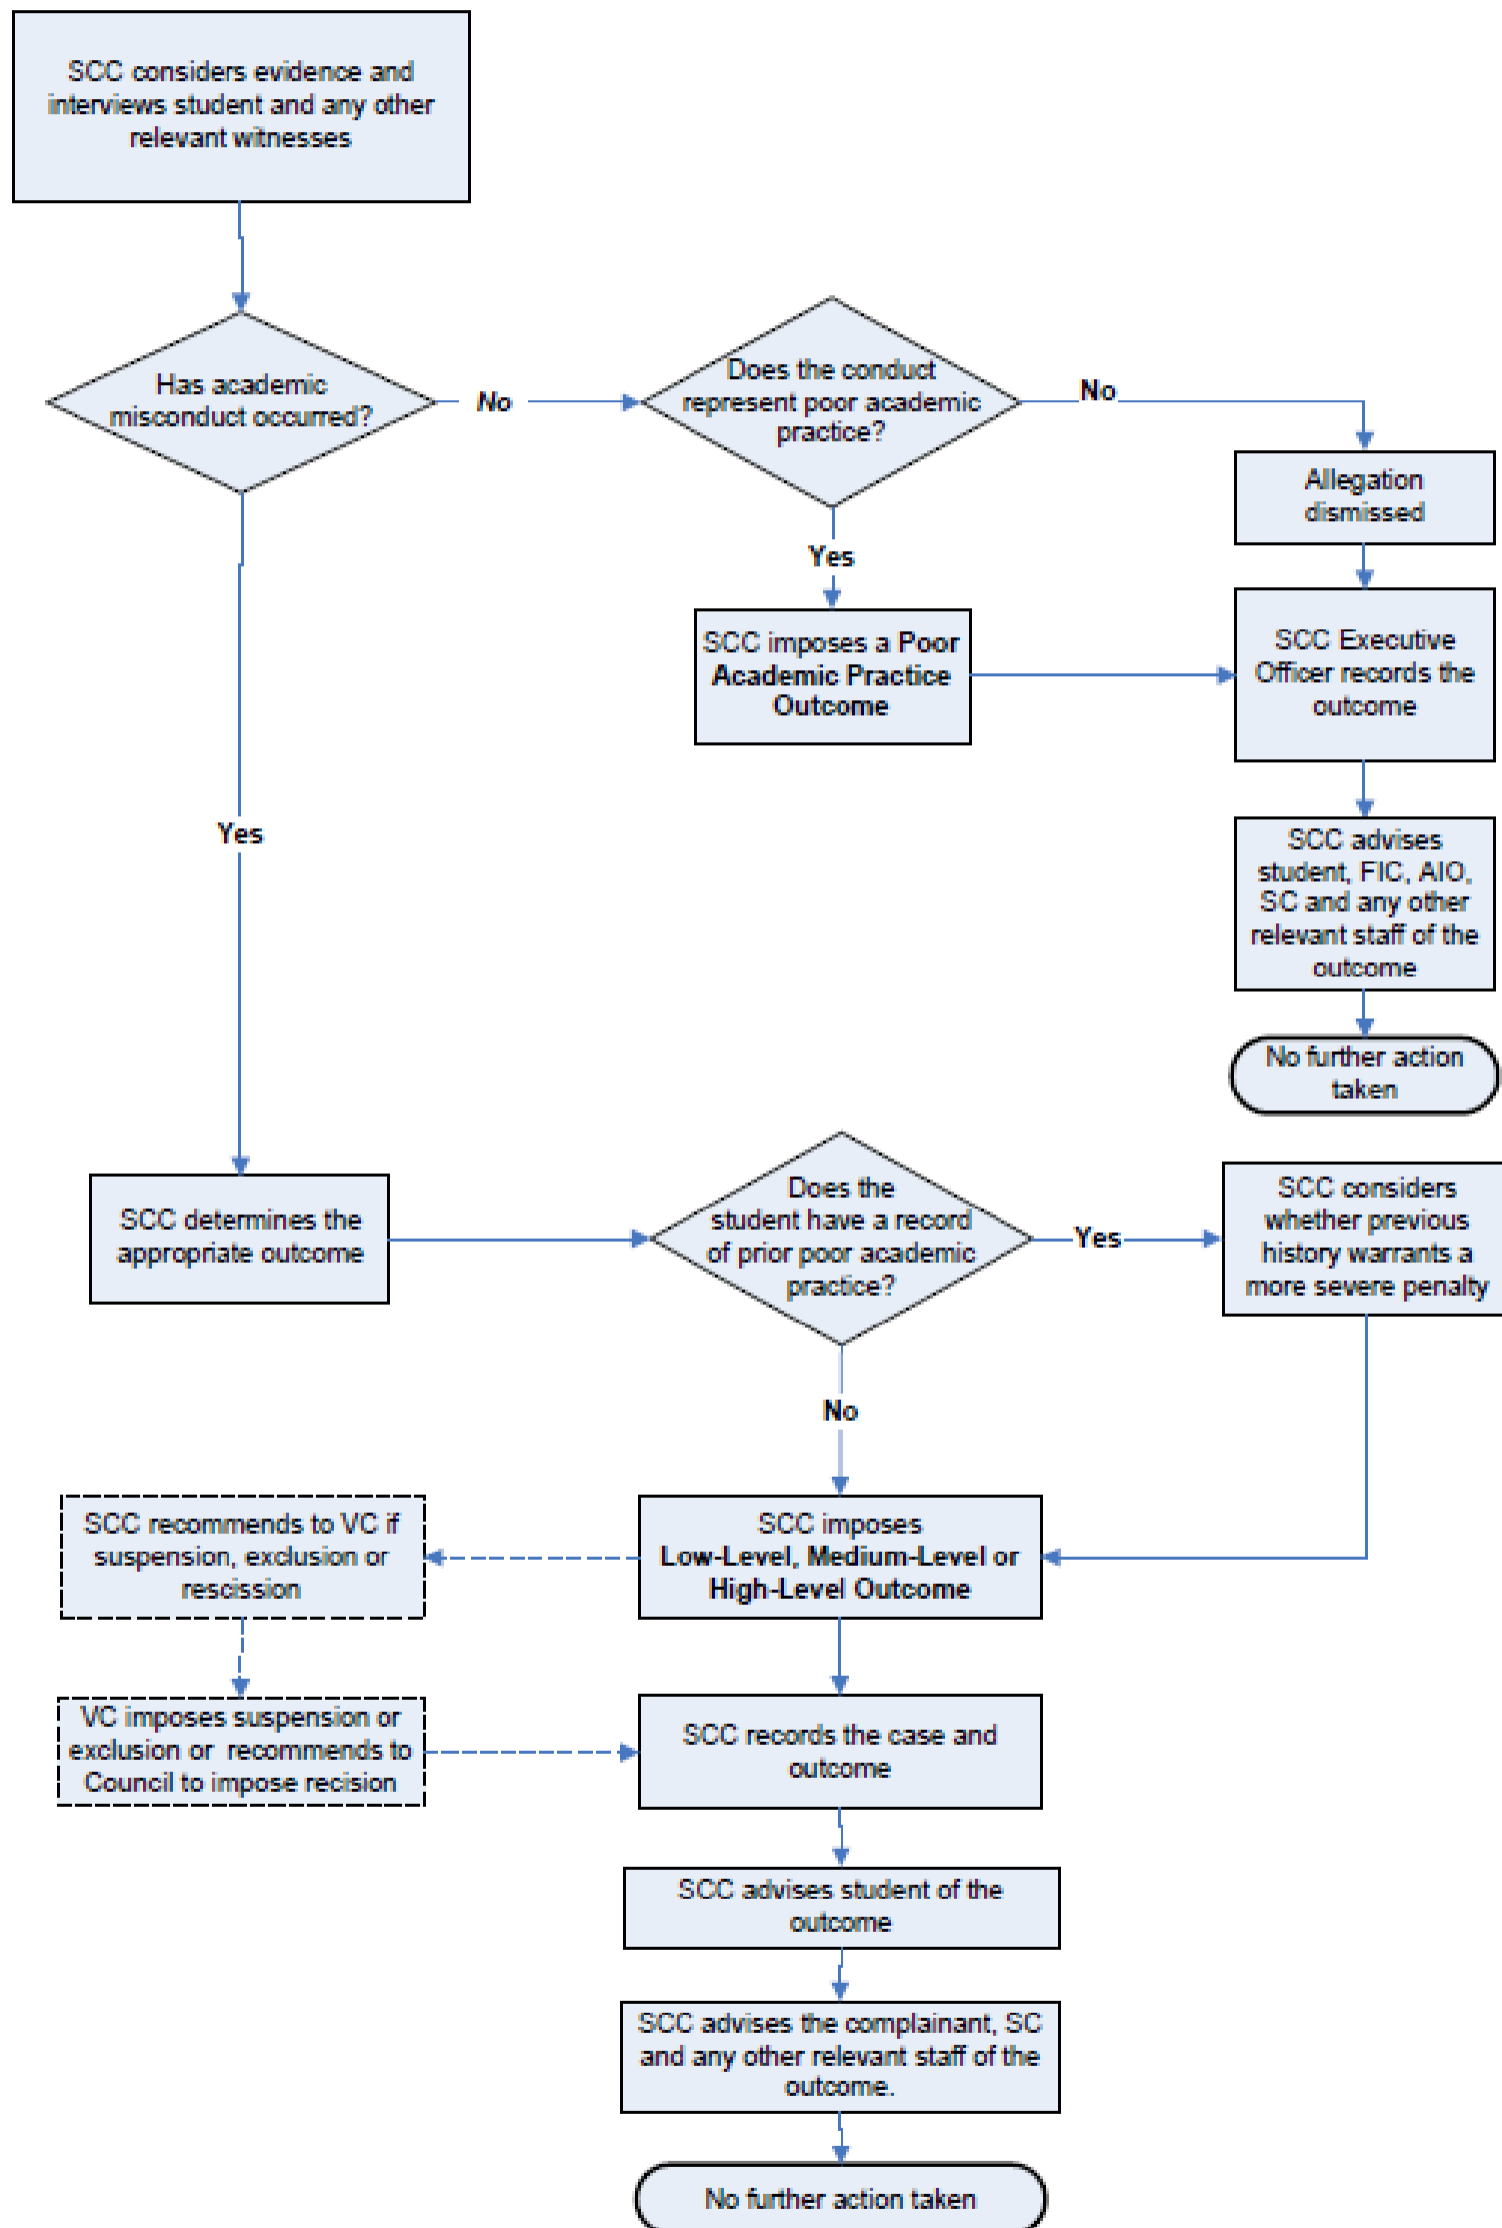 SCC considers evidence and
interviews student and any other
relevant witnesses
Has academic
misconduct occurred?
No
Does the conduct
represent poor academic
practice?
No
Allegation
dismissed
Yes
SCC imposes a Poor
Academic Practice
Outcome
SCC Executive
Officer records the
outcome
Yes
SCC advises
student, FIC, AIO,
SC and any other
relevant staff of the
outcome
No further action
taken
SCC determines the
appropriate outcome
Does the
student have a record
of prior poor academic
practice?
Yes
SCC considers
whether previous
history warrants a
more severe penalty
No
SCC recommends to VC if
suspension, exclusion or
rescission
SCC imposes
Low-Level, Medium-Level or
High-Level Outcome
VC imposes suspension or
exclusion or recommends to
Council to impose recision
SCC records the case and
outcome
SCC advises student of the
outcome
SCC advises the complainant, SC
and any other relevant staff of the
outcome.
No further action taken